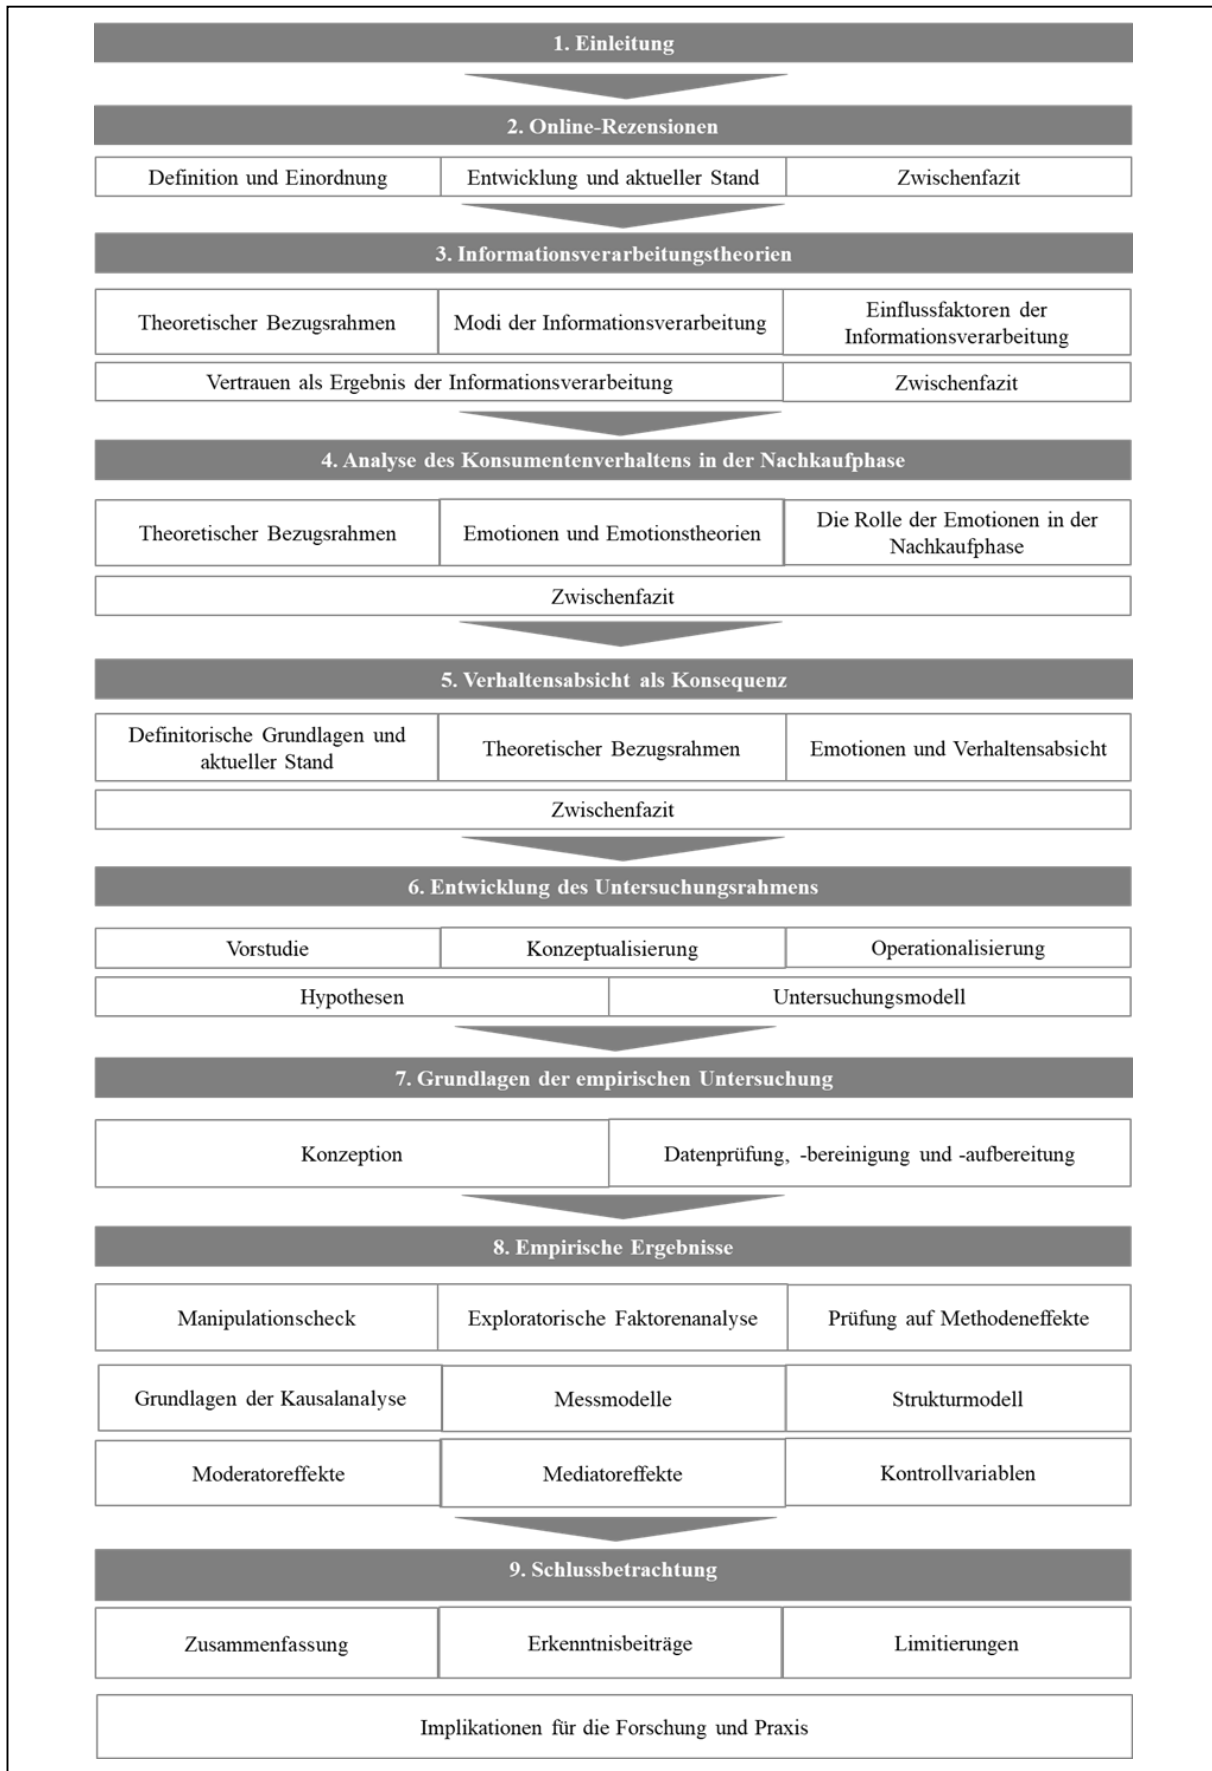 1. Einleitung
2. Online-Rezensionen
Definition und Einordnung
Entwicklung und aktueller Stand
Zwischenfazit
3. Informationsverarbeitungstheorien
Theoretischer Bezugsrahmen
Modi der Informationsverarbeitung
Einflussfaktoren der
Informationsverarbeitung
Vertrauen als Ergebnis der Informationsverarbeitung
Zwischenfazit
4. Analyse des Konsumentenverhaltens in der Nachkaufphase
Theoretischer Bezugsrahmen
Emotionen und Emotionstheorien
Die Rolle der Emotionen in der
Nachkaufphase
Zwischenfazit
5. Verhaltensabsicht als Konsequenz
Definitorische Grundlagen und
aktueller Stand
Theoretischer Bezugsrahmen
Emotionen und Verhaltensabsicht
Zwischenfazit
6. Entwicklung des Untersuchungsrahmens
Vorstudie
Konzeptualisierung
Operationalisierung
Hypothesen
Untersuchungsmodell
7. Grundlagen der empirischen Untersuchung
Konzeption
Datenprüfung, -bereinigung und -aufbereitung
8. Empirische Ergebnisse
Manipulationscheck
Exploratorische Faktorenanalyse
Prüfung auf Methodeneffekte
Grundlagen der Kausalanalyse
Messmodelle
Strukturmodell
Moderatoreffekte
Mediatoreffekte
Kontrollvariablen
9. Schlussbetrachtung
Zusammenfassung
Erkenntnisbeiträge
Limitierungen
Implikationen für die Forschung und Praxis